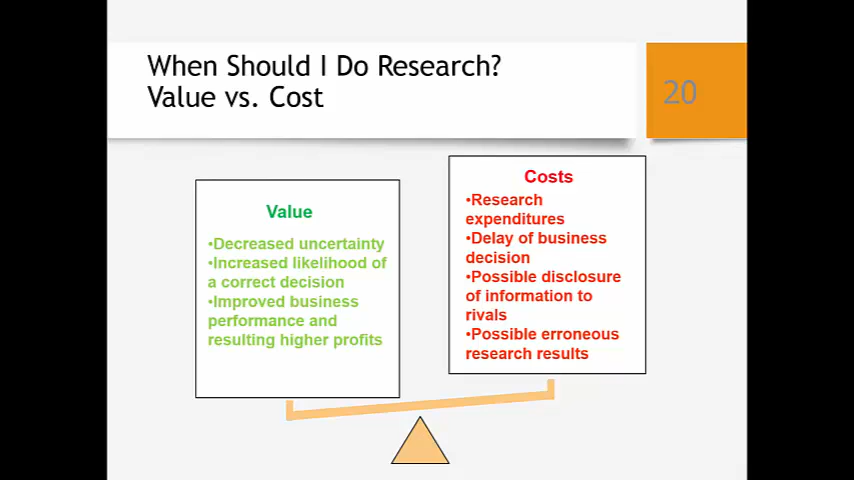 When Should I Do Research?
Value vs. Cost
20
Value
•Decreased uncertainty
•Increased likelihood of
a correct decision
•Improved business
performance and
resulting higher profits
Costs
•Research
expenditures
•Delay of business
decision
•Possible disclosure
of information to
rivals
•Possible erroneous
research results